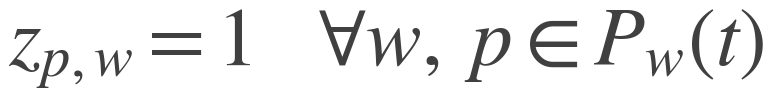 z_{p, w} = 1 ∀w, p ∈ P_w(t)